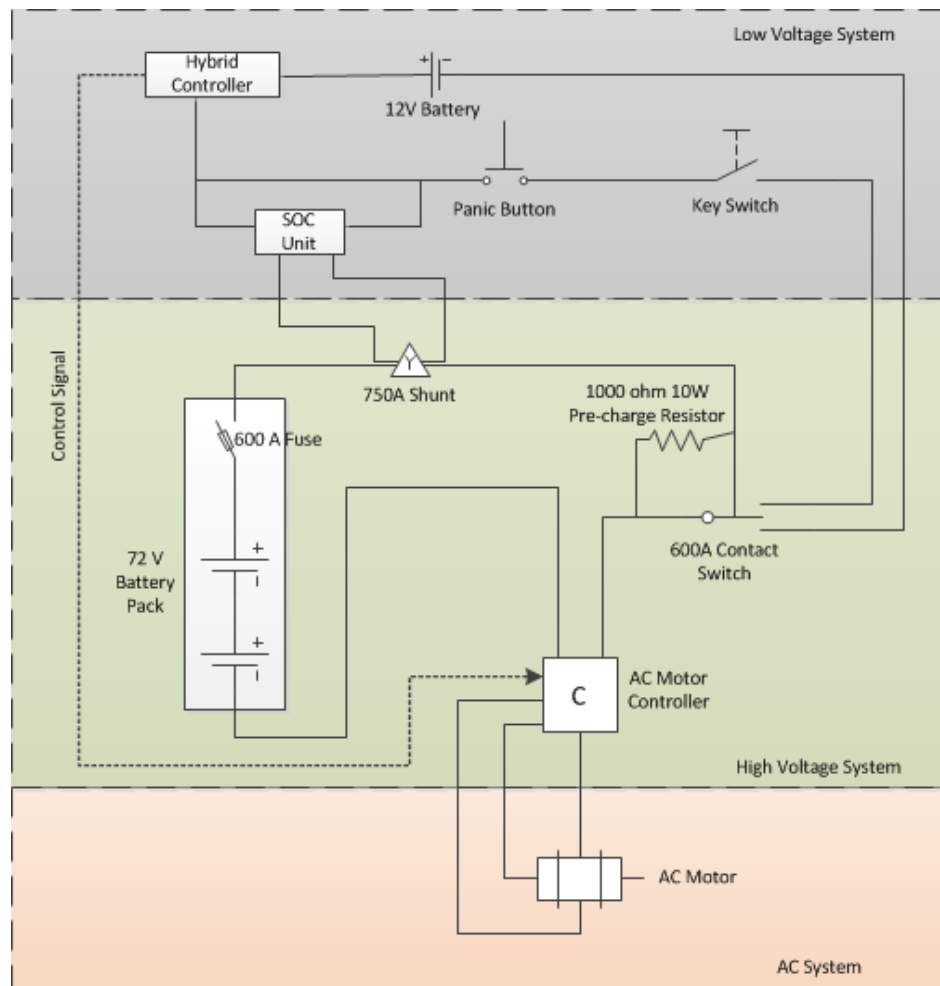 Low Voltage System
Hybrid
Controller
+ −
12V Battery
Panic Button
Key Switch
SOC
Unit
Control Signal
750A Shunt
1000 ohm 10W
Pre-charge Resistor
600 A Fuse
600A Contact
Switch
72 V
Battery
Pack
+
−
+
−
C
AC Motor
Controller
High Voltage System
AC Motor
AC System